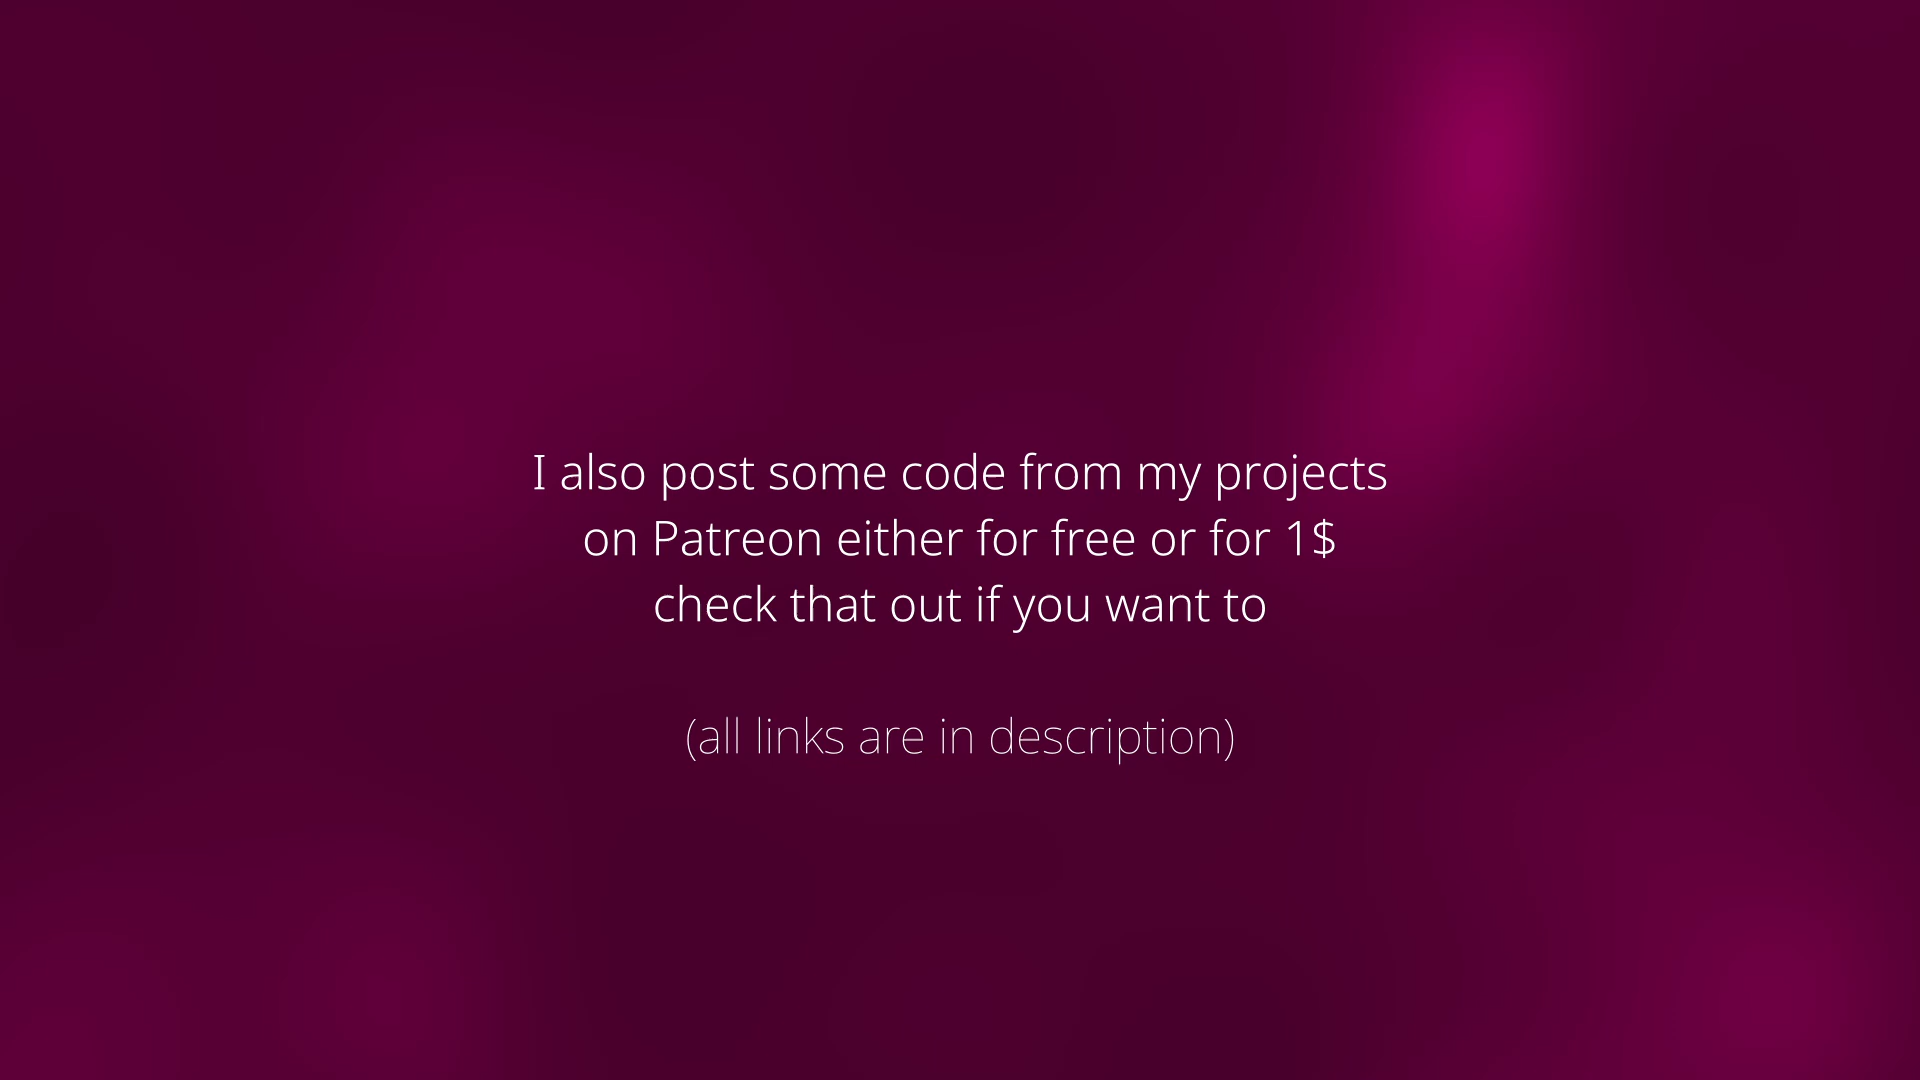 I also post some code from my projects
on Patreon either for free or for 1$
check that out if you want to
(all links are in description)